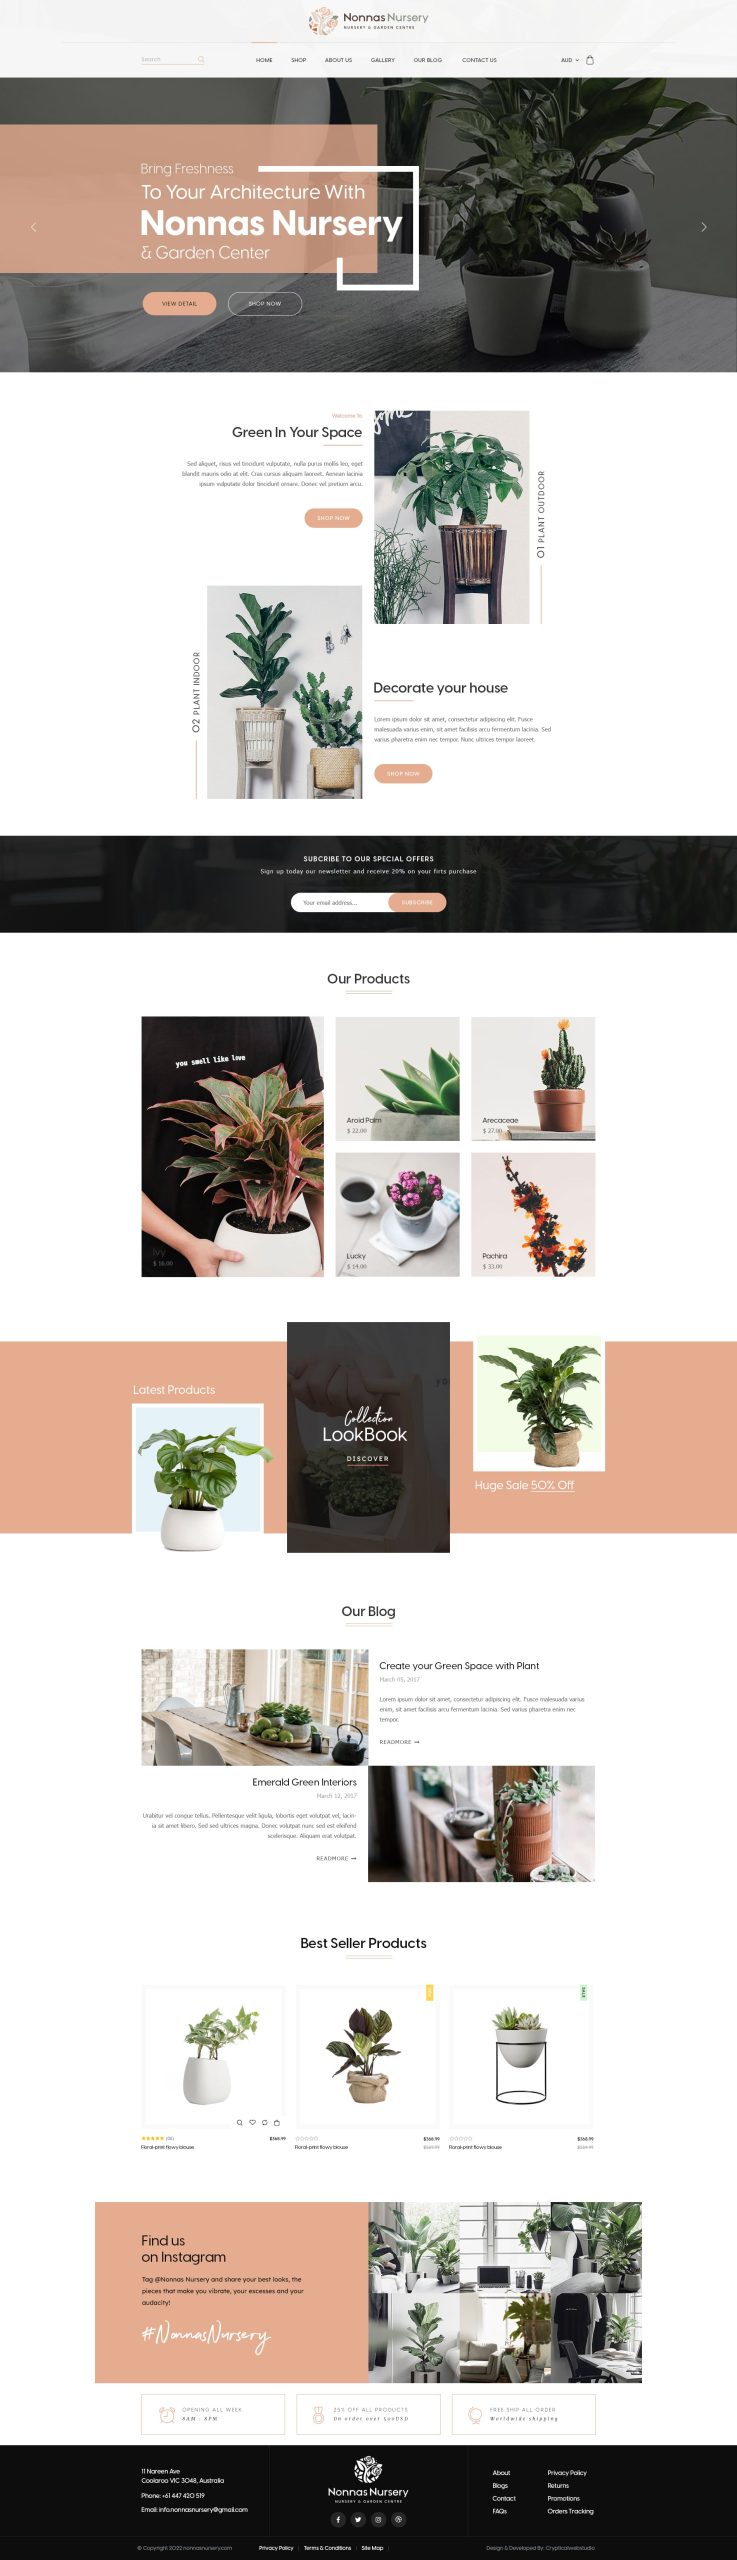 Nonnas Nursery
NURSERY & GARDEN CENTRE
Search
HOME SHOP ABOUT US GALLERY OUR BLOG CONTACT US
AUD
Bring Freshness
To Your Architecture With
Nonnas Nursery
& Garden Center
VIEW DETAIL
SHOP NOW
Welcome To
Green In Your Space
Sed aliquet, risus vel tincidunt vulputate, nulla purus mollis leo, eget
blandit mauris odio at elit. Cras cursus aliquam laoreet. Aenean lacinia
ipsum vulputate dolor tincidunt ornare. Donec vel pretium arcu.
SHOP NOW
home
01 PLANT OUTDOOR
02 PLANT INDOOR
Decorate your house
Lorem ipsum dolor sit amet, consectetur adipiscing elit. Fusce
malesuada varius enim, sit amet facilisis arcu fermentum lacinia. Sed
varius pharetra enim nec tempor. Nunc ultrices tempor laoreet.
SHOP NOW
SUBCRIBE TO OUR SPECIAL OFFERS
Sign up today our newsletter and receive 20% on your firts purchase
Your email address...
SUBSCRIBE
Our Products
you smell like love
Ivy
$ 16.00
Aroid Palm
$ 22.00
Arecaceae
$ 27.00
Lucky
$ 14.00
Pachira
$ 33.00
Latest Products
Collection
LookBook
DISCOVER
Huge Sale 50% Off
Our Blog
Create your Green Space with Plant
March 05, 2017
Lorem ipsum dolor sit amet, consectetur adipiscing elit. Fusce malesuada varius
enim, sit amet facilisis arcu fermentum lacinia. Sed varius pharetra enim nec
tempor.
READMORE
Emerald Green Interiors
March 12, 2017
Urabitur vel congue tellus. Pellentesque velit ligula, lobortis eget volutpat vel, lacin-
ia sit amet libero. Sed sed ultrices magna. Donec volutpat nunc sed est eleifend
scelerisque. Aliquam erat volutpat.
READMORE
Best Seller Products
SALE
$368.99
Floral-print flowy blouse
$368.99
Floral-print flowy blouse
$368.99
Floral-print flowy blouse
Find us
on Instagram
Tag @Nonnas Nursery and share your best looks, the
pieces that make you vibrate, your excesses and your
audacity!
#NonnasNursery
OPENING ALL WEEK
8AM - 8PM
25% OFF ALL PRODUCTS
On order over 500USD
FREE SHIP ALL ORDER
Worldwide shipping
11 Nareen Ave
Coolaroo VIC 3048, Australia
Phone: +61 447 420 519
Email: info.nonnasnursery@gmail.com
Nonnas Nursery
NURSERY & GARDEN CENTRE
About
Blogs
Contact
FAQs
Privacy Policy
Returns
Promotions
Orders Tracking
© Copyright 2022 nonnasnursery.com
Privacy Policy | Terms & Conditions | Site Map |
Design & Developed By: Crypticalwebstudio